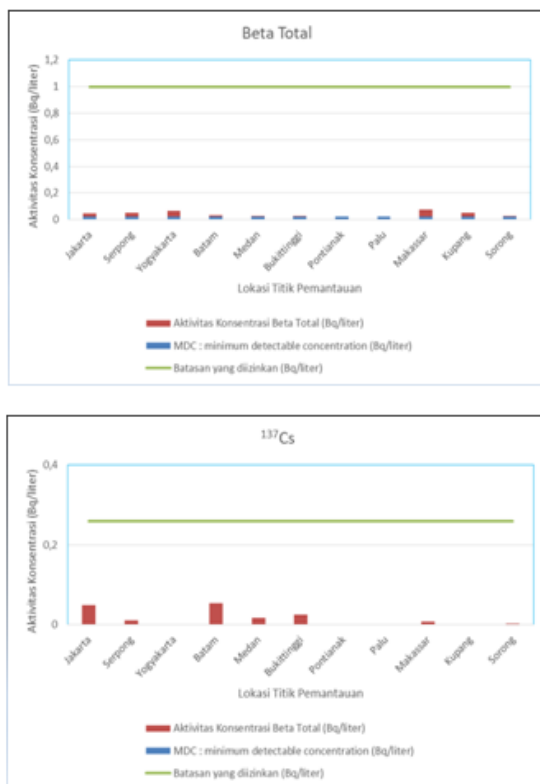 Beta Total
Aktivitas Konsentrasi (Bq/liter)
1,2
1
0,8
0,6
0,4
0,2
0
Jakarta
Serpong
Yogyakarta
Batam
Medan
Bukittinggi
Pontianak
Palu
Makassar
Kupang
Sorong
Lokasi Titik Pemantauan
Aktivitas Konsentrasi Beta Total (Bq/liter)
MDC : minimum detectable concentration (Bq/liter)
Batasan yang diizinkan (Bq/liter)
¹³⁷Cs
Aktivitas Konsentrasi (Bq/liter)
0,4
0,2
0
Jakarta
Serpong
Yogyakarta
Batam
Medan
Bukittinggi
Pontianak
Palu
Makassar
Kupang
Sorong
Lokasi Titik Pemantauan
Aktivitas Konsentrasi Beta Total (Bq/liter)
MDC : minimum detectable concentration (Bq/liter)
Batasan yang diizinkan (Bq/liter)